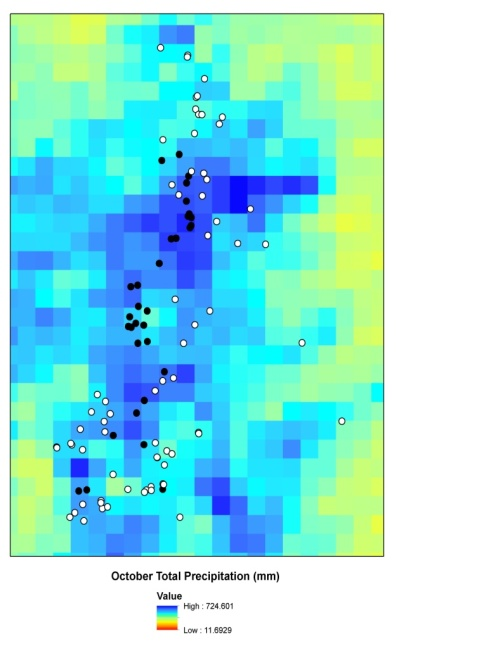 October Total Precipitation (mm)
Value
High : 724.601
Low : 11.6929